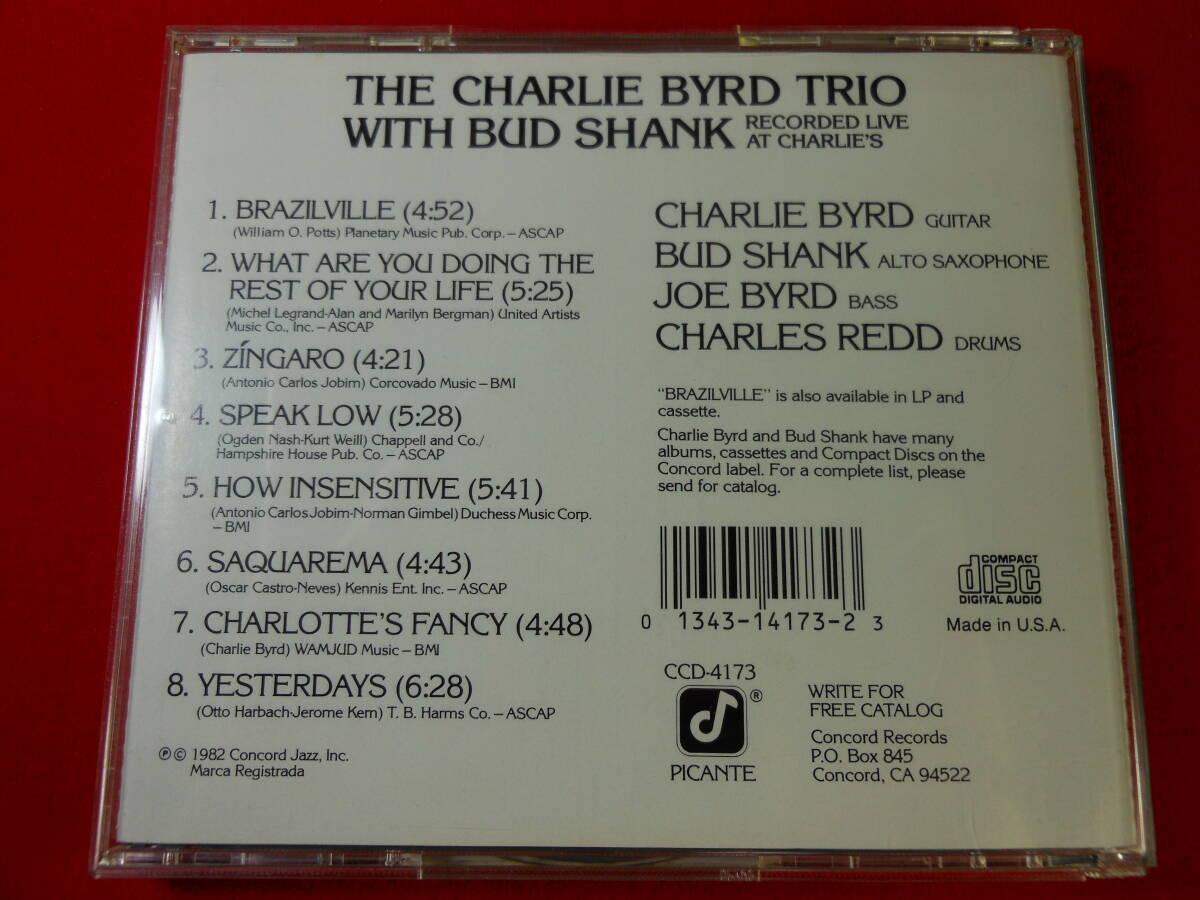 THE CHARLIE BYRD TRIO
WITH BUD SHANK RECORDED LIVE
AT CHARLIE'S
1. BRAZILVILLE (4:52)
(William O. Potts) Planetary Music Pub. Corp. – ASCAP
2. WHAT ARE YOU DOING THE
REST OF YOUR LIFE (5:25)
(Michel Legrand-Alan and Marilyn Bergman) United Artists
Music Co., Inc. – ASCAP
3. ZÍNGARO (4:21)
(Antonio Carlos Jobim) Corcovado Music – BMI
4. SPEAK LOW (5:28)
(Ogden Nash-Kurt Weill) Chappell and Co./
Hampshire House Pub. Co. – ASCAP
5. HOW INSENSITIVE (5:41)
(Antonio Carlos Jobim-Norman Gimbel) Duchess Music Corp.
– BMI
6. SAQUAREMA (4:43)
(Oscar Castro-Neves) Kennis Ent. Inc. – ASCAP
7. CHARLOTTE'S FANCY (4:48)
(Charlie Byrd) WAMJUD Music – BMI
8. YESTERDAYS (6:28)
(Otto Harbach-Jerome Kern) T. B. Harms Co. – ASCAP
℗© 1982 Concord Jazz, Inc.
Marca Registrada
CHARLIE BYRD GUITAR
BUD SHANK ALTO SAXOPHONE
JOE BYRD BASS
CHARLES REDD DRUMS
"BRAZILVILLE" is also available in LP and
cassette.
Charlie Byrd and Bud Shank have many
albums, cassettes and Compact Discs on the
Concord label. For a complete list, please
send for catalog.
0 13431-14173-2 3
COMPACT
disc
DIGITAL AUDIO
Made in U.S.A.
CCD-4173
®
PICANTE
WRITE FOR
FREE CATALOG
Concord Records
P.O. Box 845
Concord, CA 94522